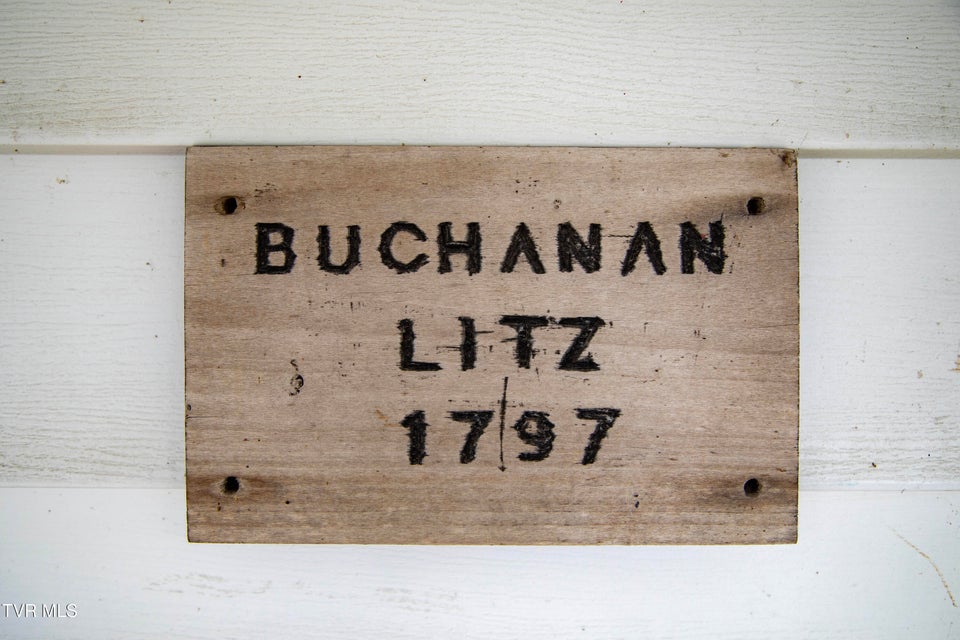 BUCHANAN
LITZ
1797
TVR MLS